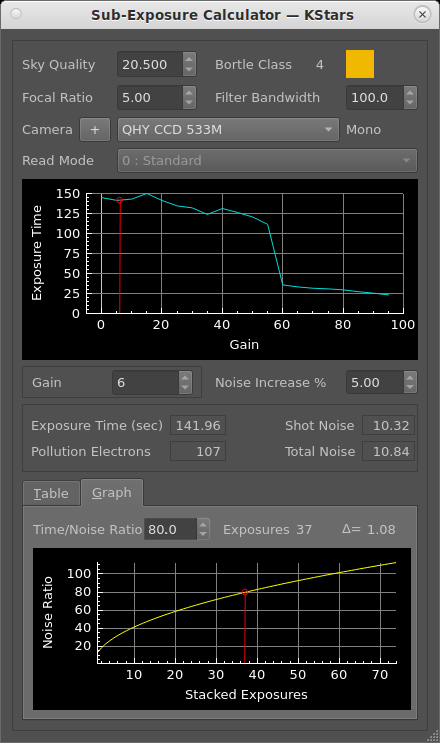 Sub-Exposure Calculator — KStars
Sky Quality 20.500 Bortle Class 4
Focal Ratio 5.00 Filter Bandwidth 100.0
Camera + QHY CCD 533M Mono
Read Mode 0 : Standard
Exposure Time
150
125
100
75
50
25
0
0 20 40 60 80 100
Gain
Gain 6 Noise Increase % 5.00
Exposure Time (sec) 141.96 Shot Noise 10.32
Pollution Electrons 107 Total Noise 10.84
Table Graph
Time/Noise Ratio 80.0 Exposures 37 Δ= 1.08
Noise Ratio
100
80
60
40
20
10 20 30 40 50 60 70
Stacked Exposures